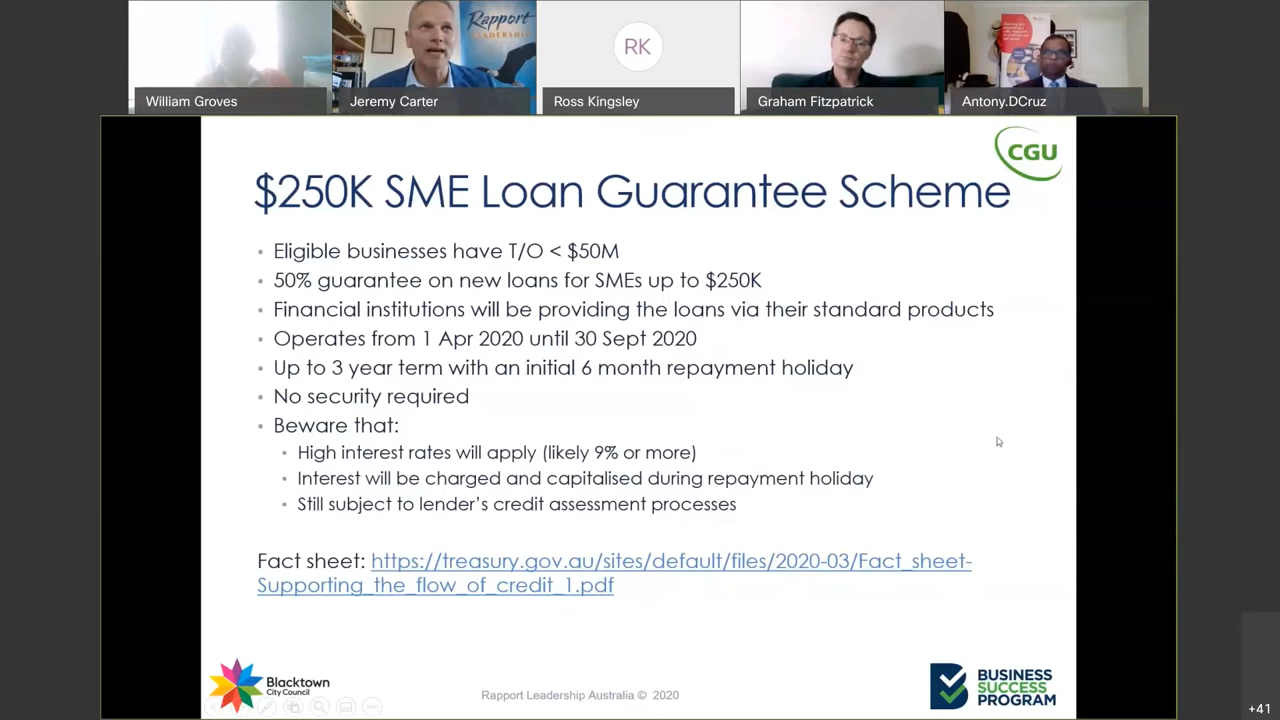 Rapport
LEADERSHIP
RK
William Groves
Jeremy Carter
Ross Kingsley
Graham Fitzpatrick
Antony.DCruz
CGU
$250K SME Loan Guarantee Scheme
• Eligible businesses have T/O < $50M
• 50% guarantee on new loans for SMEs up to $250K
• Financial institutions will be providing the loans via their standard products
• Operates from 1 Apr 2020 until 30 Sept 2020
• Up to 3 year term with an initial 6 month repayment holiday
• No security required
• Beware that:
• High interest rates will apply (likely 9% or more)
• Interest will be charged and capitalised during repayment holiday
• Still subject to lender's credit assessment processes
Fact sheet: https://treasury.gov.au/sites/default/files/2020-03/Fact_sheet-
Supporting_the_flow_of_credit_1.pdf
Blacktown
City Council
Rapport Leadership Australia © 2020
BUSINESS
SUCCESS
PROGRAM
+41